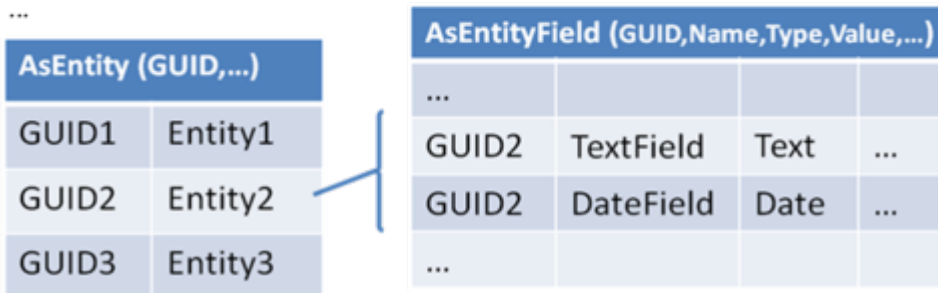 ...
AsEntity (GUID,...)
GUID1 Entity1
GUID2 Entity2
GUID3 Entity3
AsEntityField (GUID,Name,Type,Value,...)
...
GUID2 TextField Text ...
GUID2 DateField Date ...
...